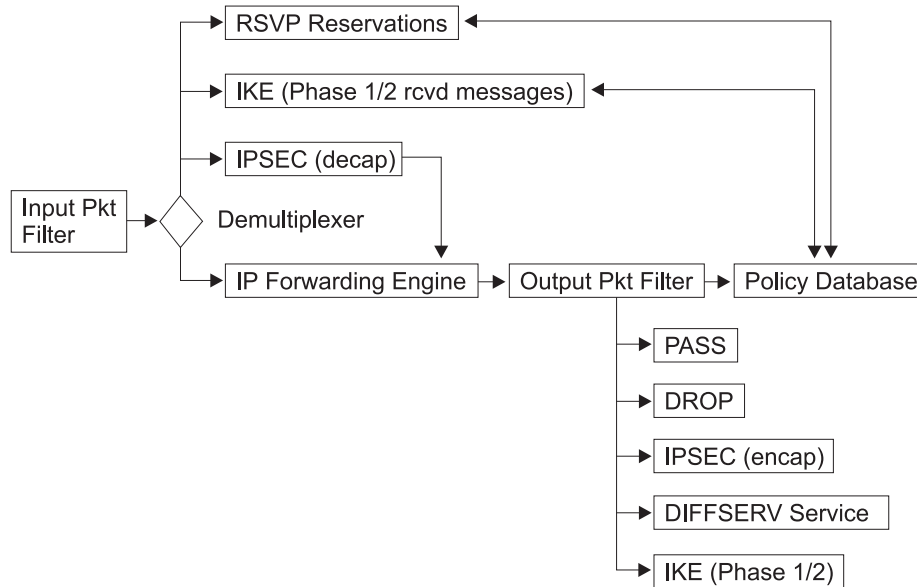 RSVP Reservations
IKE (Phase 1/2 rcvd messages)
IPSEC (decap)
Input Pkt
Filter
Demultiplexer
IP Forwarding Engine
Output Pkt Filter
Policy Database
PASS
DROP
IPSEC (encap)
DIFFSERV Service
IKE (Phase 1/2)